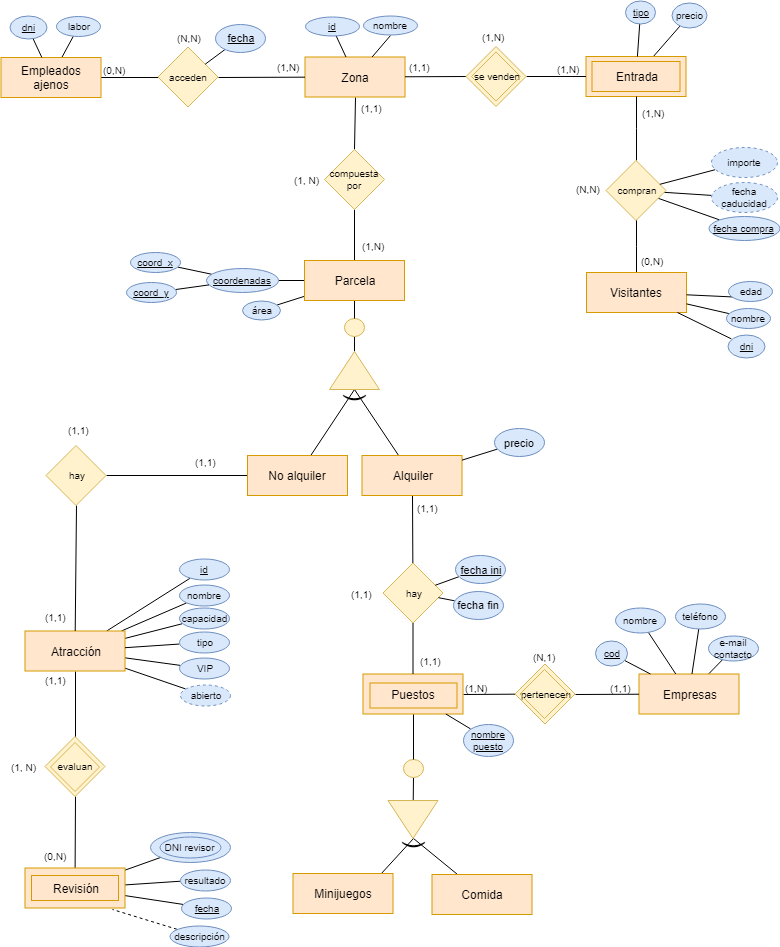 dni
labor
(N,N)
fecha
id
nombre
(1,N)
tipo
precio
Empleados
ajenos
(0,N)
acceden
(1,N)
Zona
(1,1)
se venden
(1,N)
Entrada
(1,1)
(1,N)
importe
(1, N)
compuesta
por
(N,N)
compran
fecha
caducidad
fecha compra
(1,N)
(0,N)
coord_x
coordenadas
Parcela
coord_y
área
Visitantes
edad
nombre
dni
(1,1)
precio
hay
(1,1)
No alquiler
Alquiler
(1,1)
id
fecha ini
(1,1)
hay
nombre
fecha fin
(1,1)
capacidad
nombre
teléfono
Atracción
tipo
cod
e-mail
contacto
(1,1)
VIP
(1,1)
(N,1)
abierto
Puestos
(1,N)
pertenecen
(1,1)
Empresas
nombre
puesto
(1, N)
evaluan
(0,N)
DNI revisor
Revisión
resultado
Minijuegos
Comida
fecha
descripción